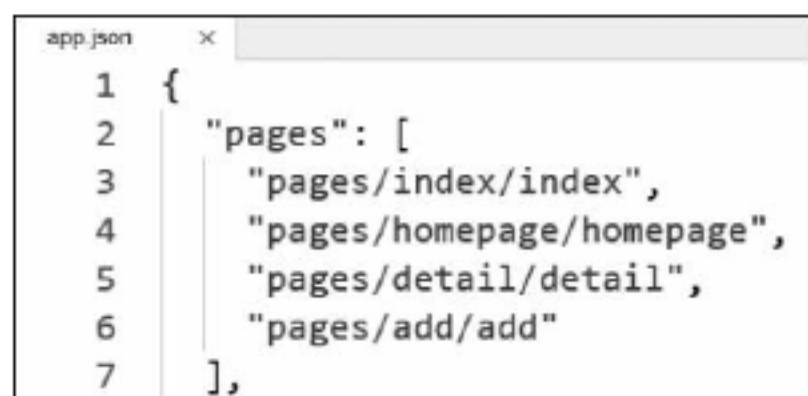 app.json ×
1 {
2 "pages": [
3 "pages/index/index",
4 "pages/homepage/homepage",
5 "pages/detail/detail",
6 "pages/add/add"
7 ],